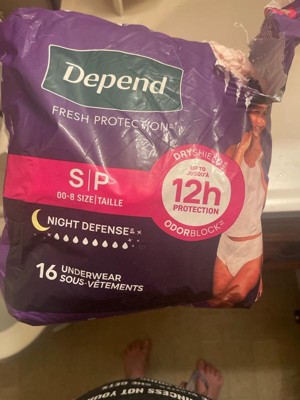 Depend
FRESH PROTECTION
DRYSHIELD
UP TO
JUSQU'À
12h
PROTECTION
ODORBLOCK
S|P
00-8 SIZE|TAILLE
NIGHT DEFENSE
16 UNDERWEAR
SOUS-VÊTEMENTS